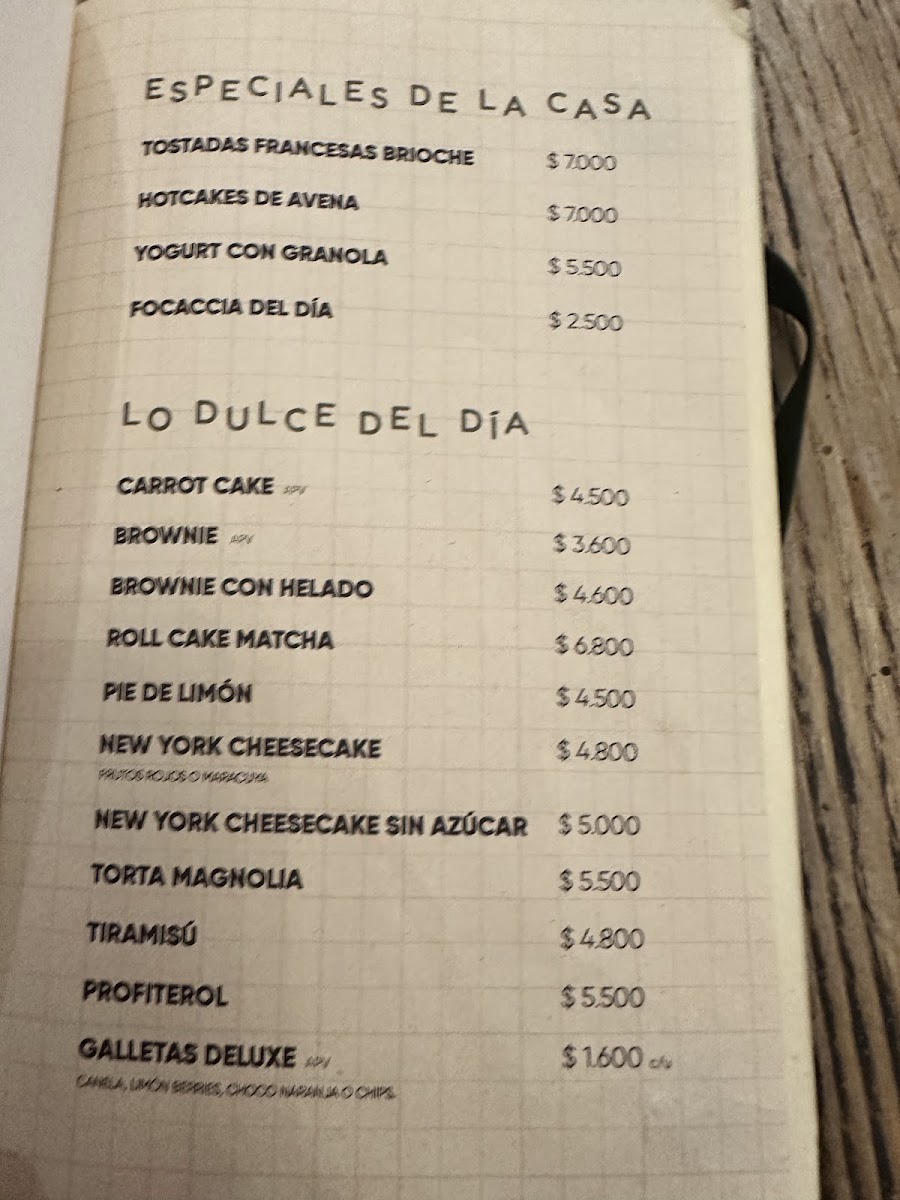 ESPECIALES DE LA CASA
TOSTADAS FRANCESAS BRIOCHE $ 7.000
HOTCAKES DE AVENA $ 7.000
YOGURT CON GRANOLA $ 5.500
FOCACCIA DEL DÍA $ 2.500
LO DULCE DEL DÍA
CARROT CAKE APV $ 4.500
BROWNIE APV $ 3.600
BROWNIE CON HELADO $ 4.600
ROLL CAKE MATCHA $ 6.800
PIE DE LIMÓN $ 4.500
NEW YORK CHEESECAKE $ 4.800
FRUTOS ROJOS O MARACUYA
NEW YORK CHEESECAKE SIN AZÚCAR $ 5.000
TORTA MAGNOLIA $ 5.500
TIRAMISÚ $ 4.800
PROFITEROL $ 5.500
GALLETAS DELUXE APV $ 1.600 c/u
CANELA, LIMÓN BERRIES, CHOCO NARANJA O CHIPS.